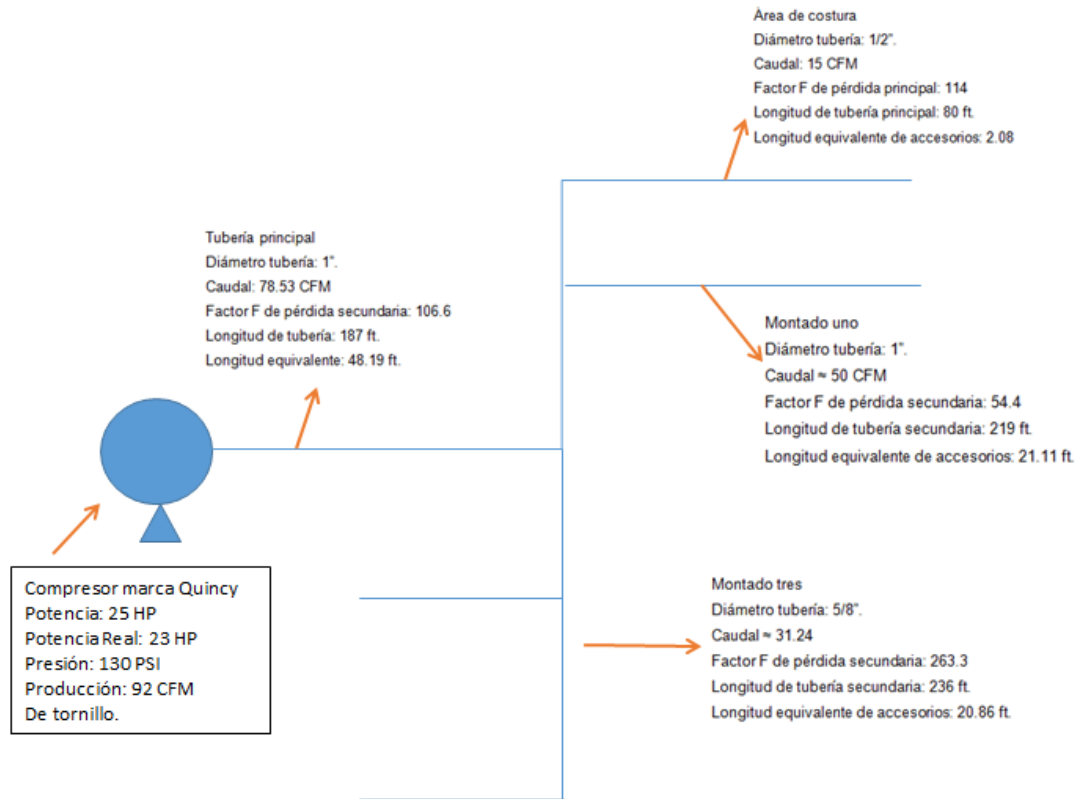 Área de costura
Diámetro tubería: 1/2”.
Caudal: 15 CFM
Factor F de pérdida principal: 114
Longitud de tubería principal: 80 ft.
Longitud equivalente de accesorios: 2.08
Tubería principal
Diámetro tubería: 1”.
Caudal: 78.53 CFM
Factor F de pérdida secundaria: 106.6
Longitud de tubería: 187 ft.
Longitud equivalente: 48.19 ft.
Montado uno
Diámetro tubería: 1”.
Caudal ≈ 50 CFM
Factor F de pérdida secundaria: 54.4
Longitud de tubería secundaria: 219 ft.
Longitud equivalente de accesorios: 21.11 ft.
Compresor marca Quincy
Potencia: 25 HP
Potencia Real: 23 HP
Presión: 130 PSI
Producción: 92 CFM
De tornillo.
Montado tres
Diámetro tubería: 5/8”.
Caudal ≈ 31.24
Factor F de pérdida secundaria: 263.3
Longitud de tubería secundaria: 236 ft.
Longitud equivalente de accesorios: 20.86 ft.